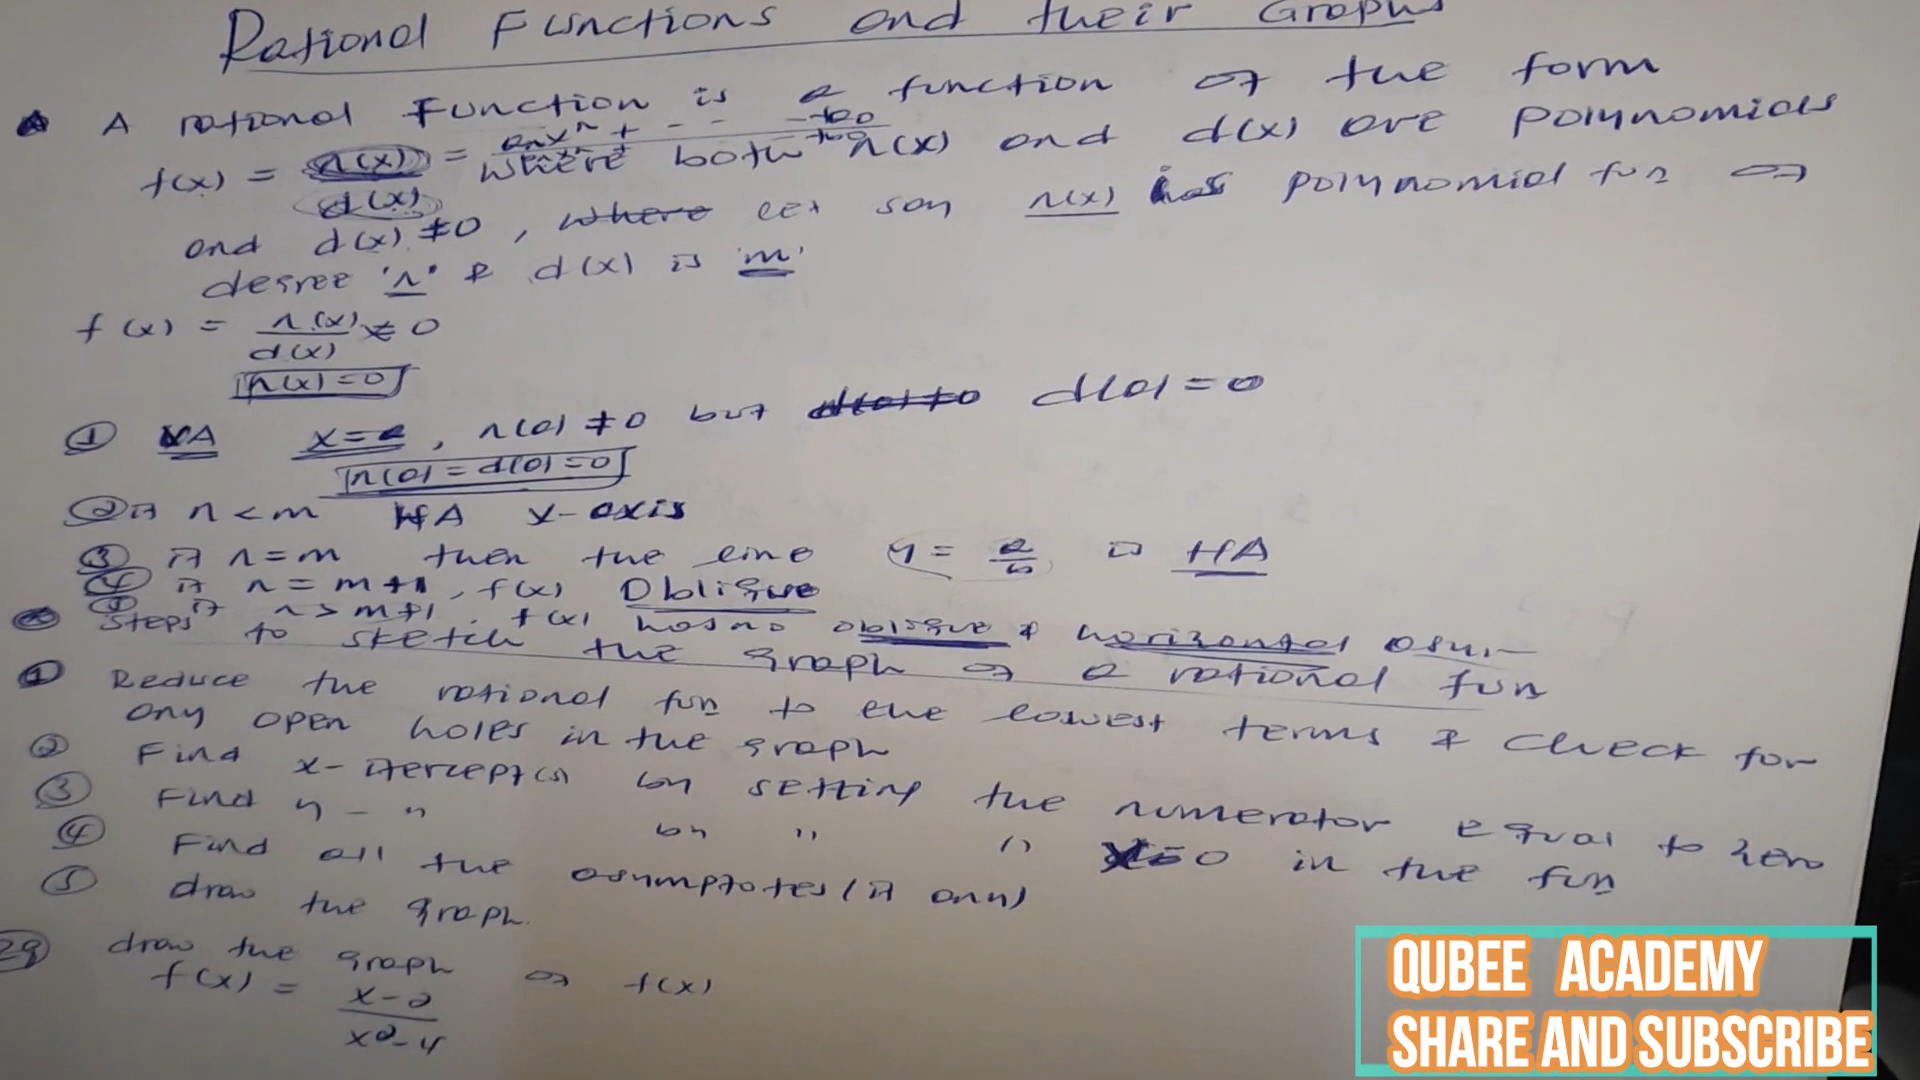 Rational Functions and their Graphs
A rational Function is a function of the form
f(x) = n(x)/d(x) = where both n(x) and d(x) are polynomials
and d(x) ≠ 0, where let say n(x) has polynomial fun of
degree 'n' & d(x) is 'm'
f(x) = n(x)/d(x) ≠ 0
n(x) = 0
① VA x = a, n(a) ≠ 0 but d(a) ≠ 0 d(a) = 0
n(a) = d(a) = 0
② if n < m HA x-axis
③ if n = m then the line y = a/b is HA
④ if n = m + 1, f(x) Oblique
⑤ if n > m + 1, f(x) has no oblique & horizontal asym
Steps to sketch the graph of a rational fun
① Reduce the rational fun to the lowest terms & check for
any open holes in the graph
② Find x-itercept(s) by setting the numerator equal to zero
③ Find y - " by " " x = 0 in the fun
④ Find all the asymptotes (if any)
⑤ draw the graph.
Eg draw the graph of f(x)
f(x) = x-2/x²-4
QUBEE ACADEMY
SHARE AND SUBSCRIBE